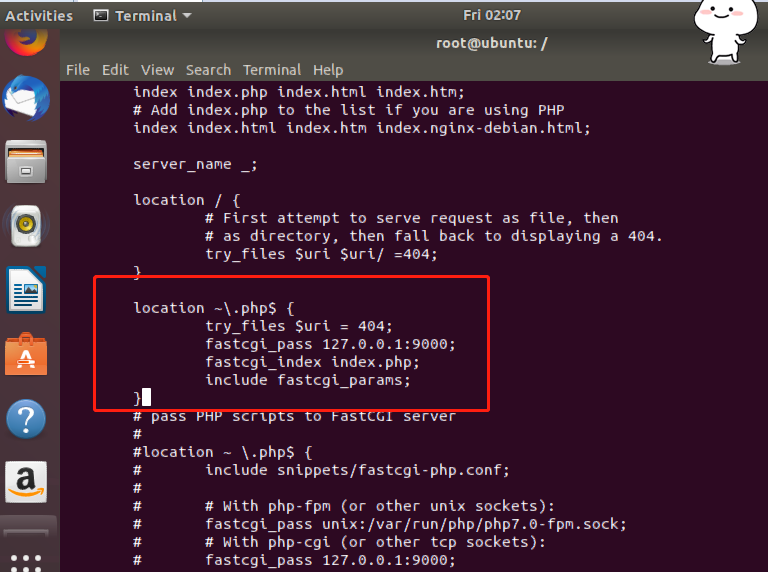 Activities Terminal Fri 02:07
root@ubuntu: /
File Edit View Search Terminal Help
index index.php index.html index.htm;
# Add index.php to the list if you are using PHP
index index.html index.htm index.nginx-debian.html;
server_name _;
location / {
# First attempt to serve request as file, then
# as directory, then fall back to displaying a 404.
try_files $uri $uri/ =404;
}
location ~\.php$ {
try_files $uri = 404;
fastcgi_pass 127.0.0.1:9000;
fastcgi_index index.php;
include fastcgi_params;
}
# pass PHP scripts to FastCGI server
#
#location ~ \.php$ {
# include snippets/fastcgi-php.conf;
#
# # With php-fpm (or other unix sockets):
# fastcgi_pass unix:/var/run/php/php7.0-fpm.sock;
# # With php-cgi (or other tcp sockets):
# fastcgi_pass 127.0.0.1:9000;